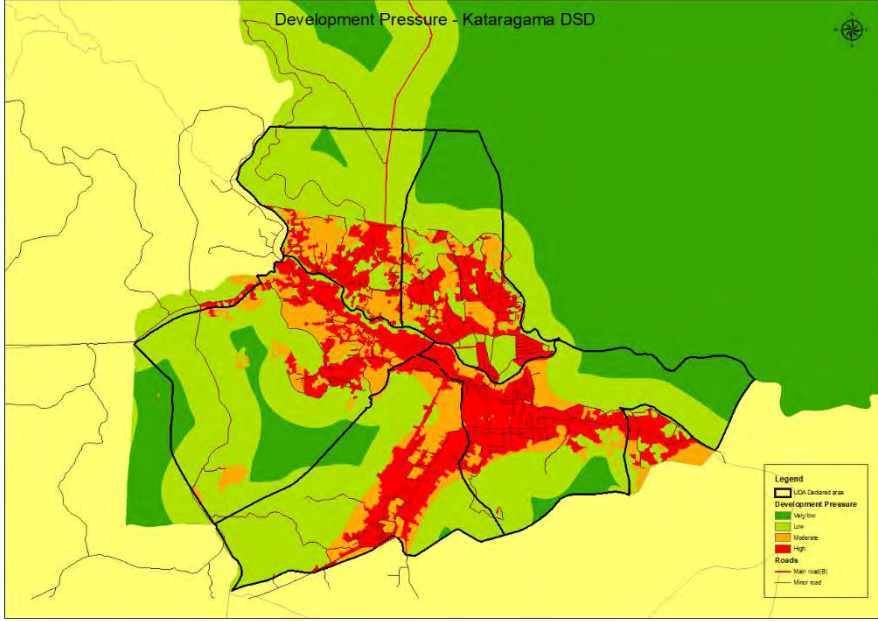 Development Pressure - Kataragama DSD
Legend
UDA Declared area
Development Pressure
Very low
Low
Moderate
High
Roads
Main road(B)
Minor road